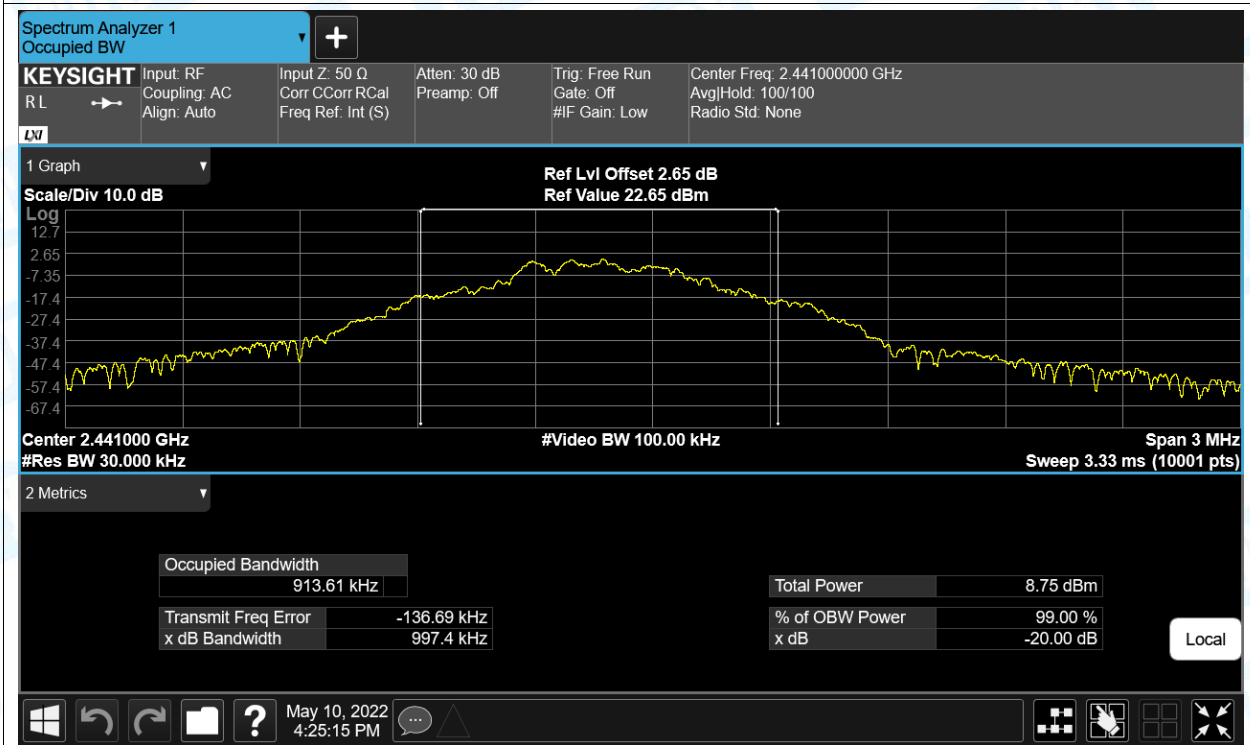 Spectrum Analyzer 1
Occupied BW
KEYSIGHT
R L
LXI
Input: RF
Coupling: AC
Align: Auto
Input Z: 50 Ω
Corr CCorr RCal
Freq Ref: Int (S)
Atten: 30 dB
Preamp: Off
Trig: Free Run
Gate: Off
#IF Gain: Low
Center Freq: 2.441000000 GHz
Avg|Hold: 100/100
Radio Std: None
1 Graph
Ref Lvl Offset 2.65 dB
Scale/Div 10.0 dB
Ref Value 22.65 dBm
Log
12.7
2.65
-7.35
-17.4
-27.4
-37.4
-47.4
-57.4
-67.4
Center 2.441000 GHz
#Video BW 100.00 kHz
Span 3 MHz
#Res BW 30.000 kHz
Sweep 3.33 ms (10001 pts)
2 Metrics
Occupied Bandwidth
913.61 kHz
Total Power 8.75 dBm
Transmit Freq Error -136.69 kHz
% of OBW Power 99.00 %
x dB Bandwidth 997.4 kHz
x dB -20.00 dB
Local
?
May 10, 2022
4:25:15 PM